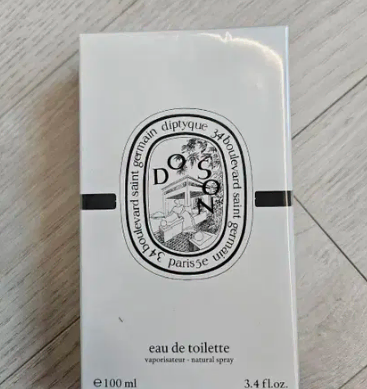 34 boulevard saint germain diptyque 34 boulevard saint germain paris 5e
DO SON
eau de toilette
vaporisateur - natural spray
℮ 100 ml 3.4 fl.oz.